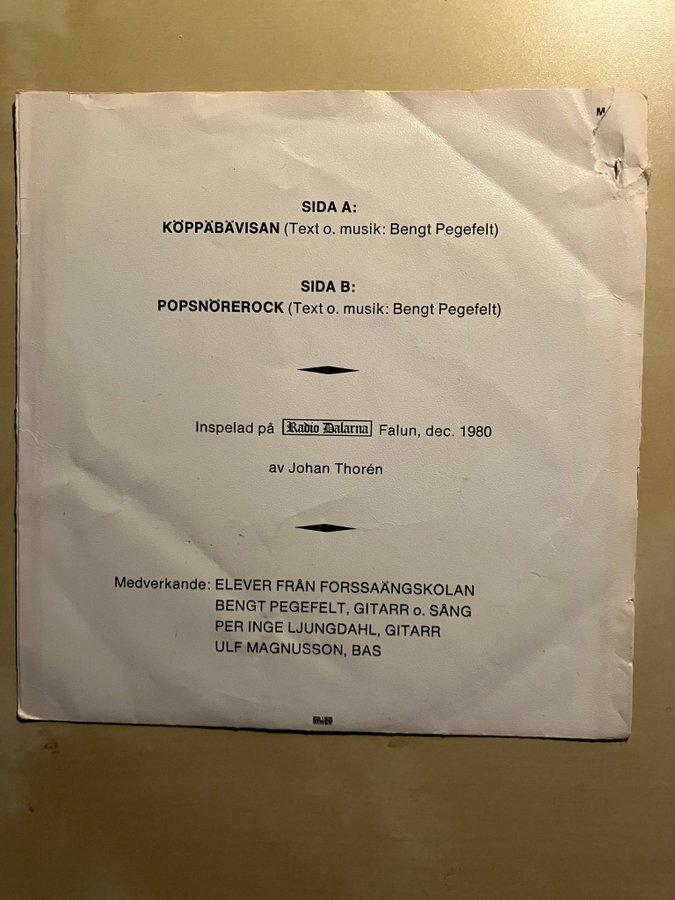 M
SIDA A:
KÖPPÄBÄVISAN (Text o. musik: Bengt Pegefelt)
SIDA B:
POPSNÖREROCK (Text o. musik: Bengt Pegefelt)
Inspelad på Radio Dalarna Falun, dec. 1980
av Johan Thorén
Medverkande: ELEVER FRÅN FORSSAÄNGSKOLAN
BENGT PEGEFELT, GITARR o. SÅNG
PER INGE LJUNGDAHL, GITARR
ULF MAGNUSSON, BAS